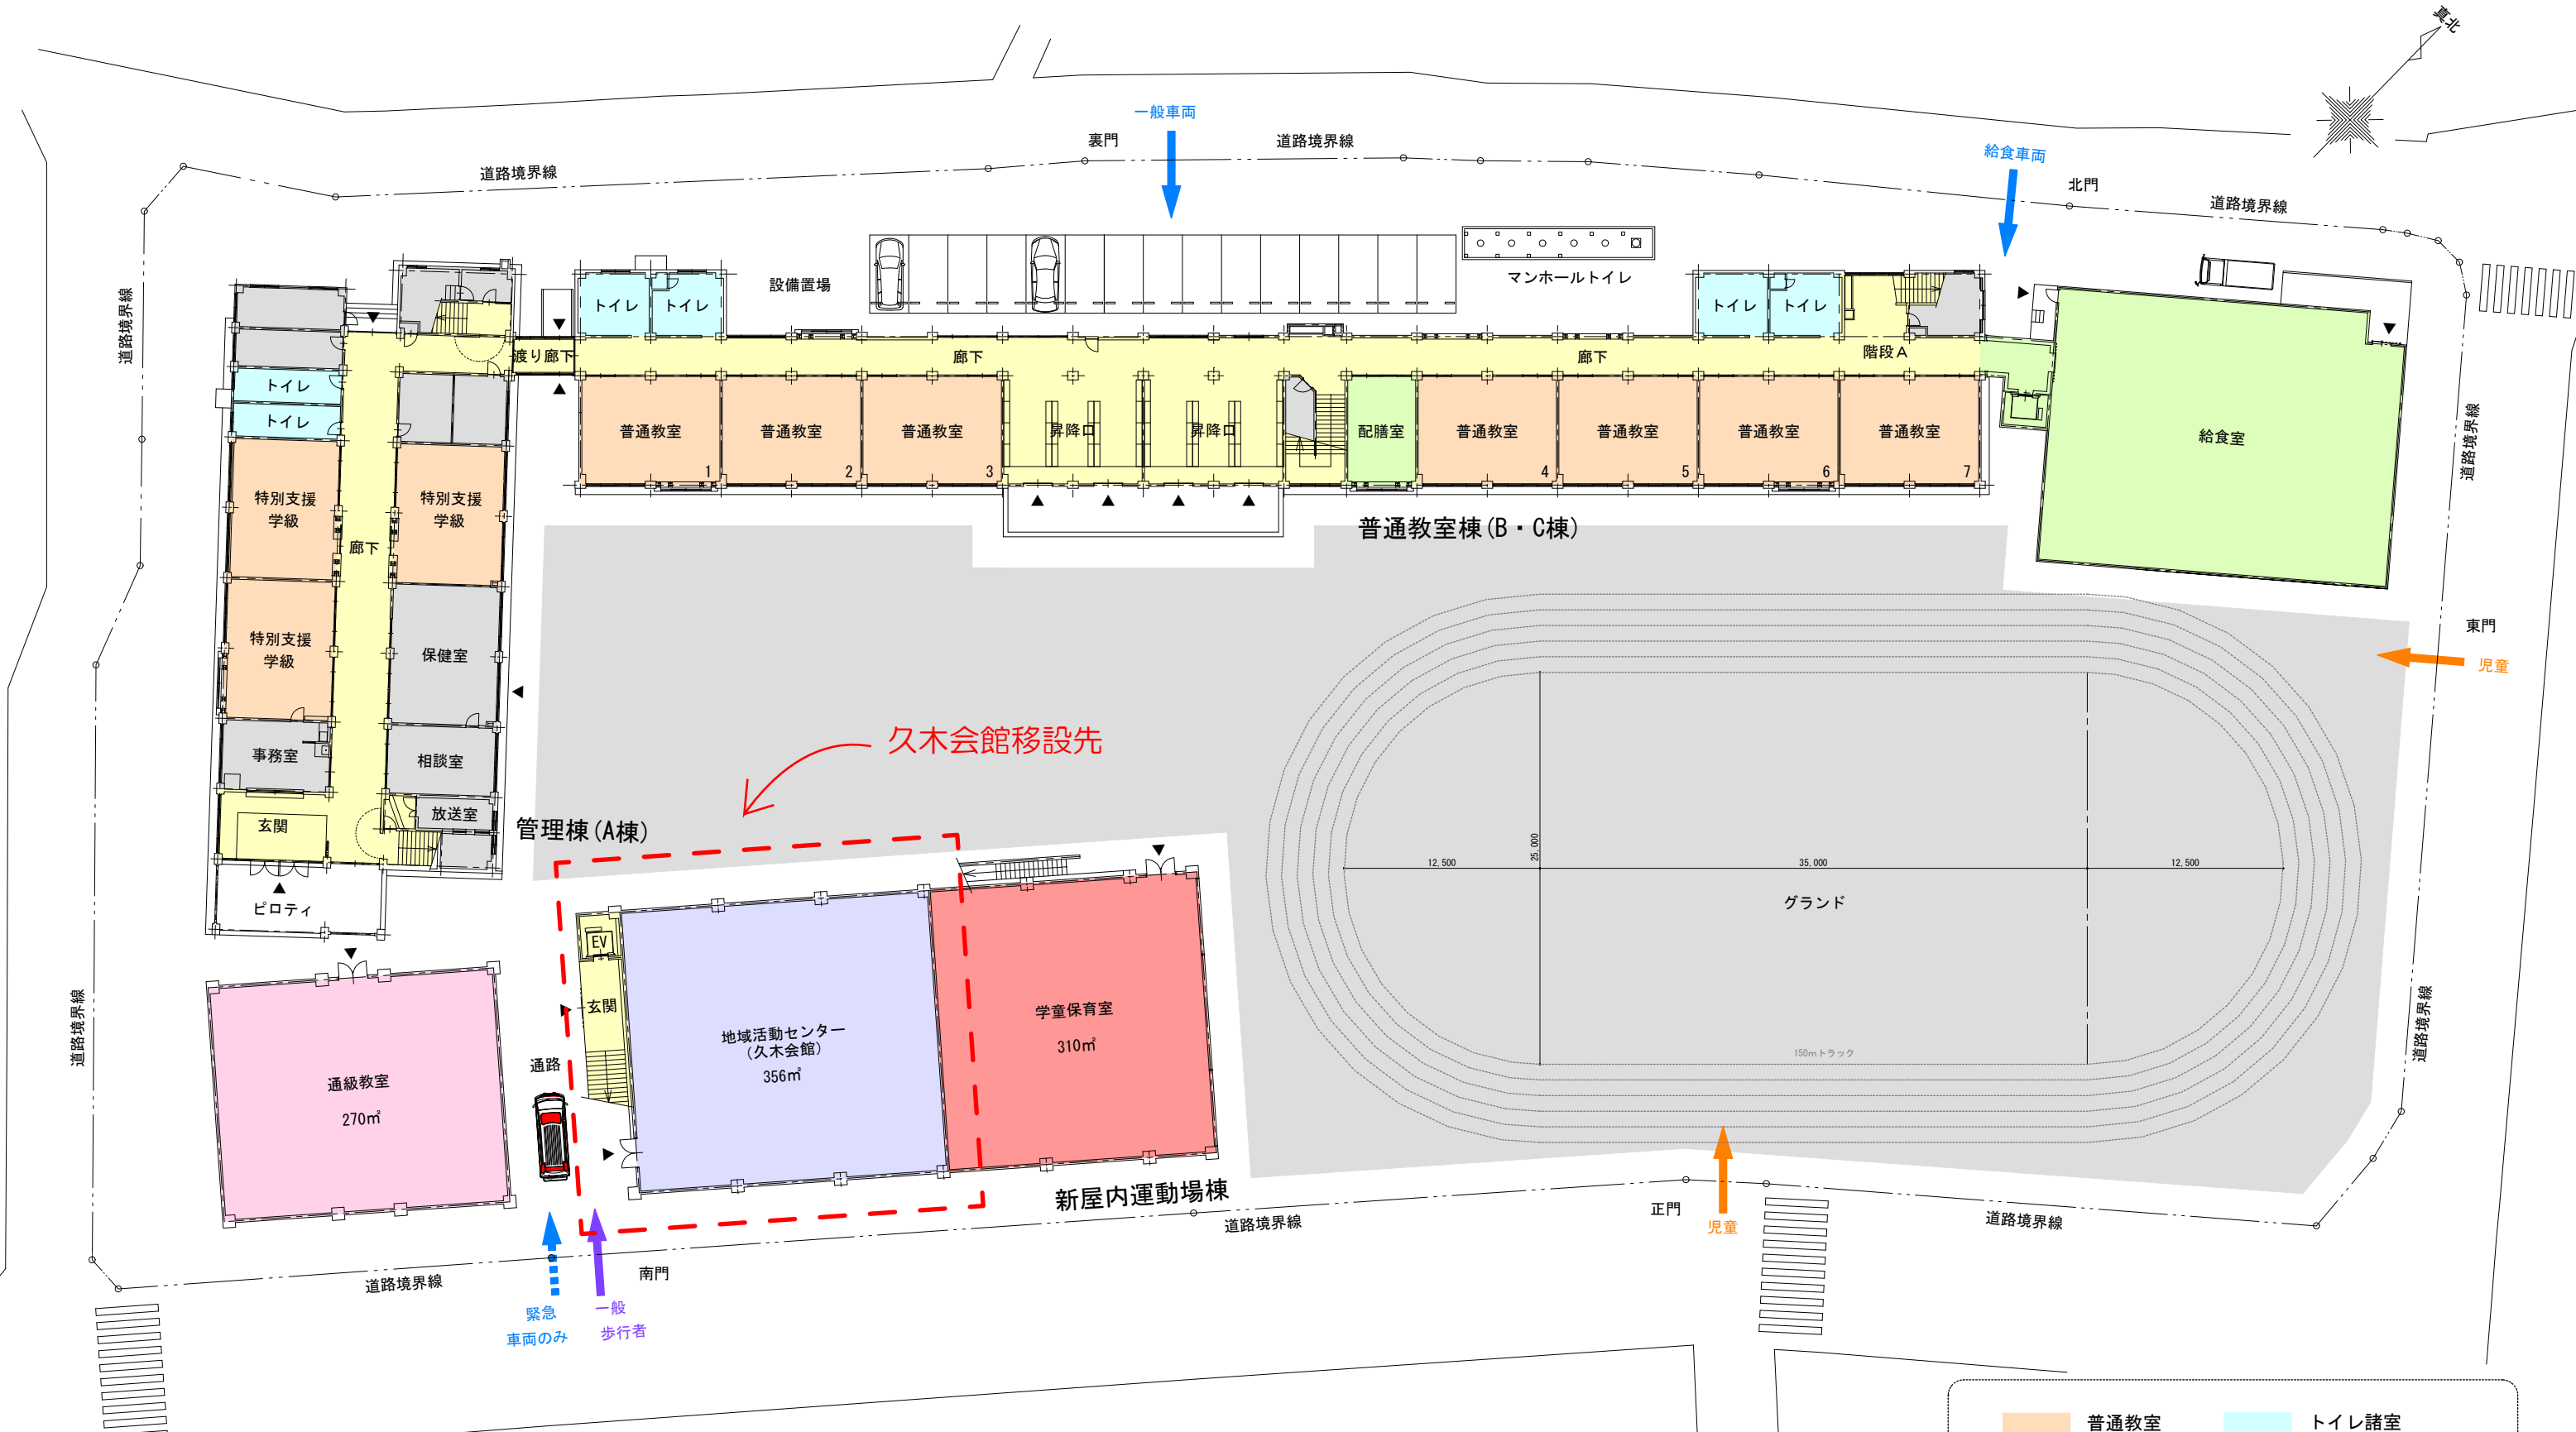 真北
一般車両
裏門
道路境界線
道路境界線
給食車両
北門
道路境界線
道路境界線
トイレ
トイレ
設備置場
マンホールトイレ
トイレ
トイレ
渡り廊下
廊下
廊下
階段A
トイレ
トイレ
普通教室
1
普通教室
2
普通教室
3
昇降口
昇降口
配膳室
普通教室
4
普通教室
5
普通教室
6
普通教室
7
給食室
道路境界線
特別支援
学級
特別支援
学級
廊下
普通教室棟(B・C棟)
特別支援
学級
保健室
東門
児童
久木会館移設先
事務室
相談室
放送室
玄関
管理棟(A棟)
ピロティ
25,000
12,500
35,000
12,500
グランド
EV
玄関
地域活動センター
(久木会館)
356㎡
学童保育室
310㎡
道路境界線
道路境界線
通路
通級教室
270㎡
150mトラック
新屋内運動場棟
道路境界線
正門
児童
道路境界線
道路境界線
南門
緊急
車両のみ
一般
歩行者
普通教室
トイレ諸室